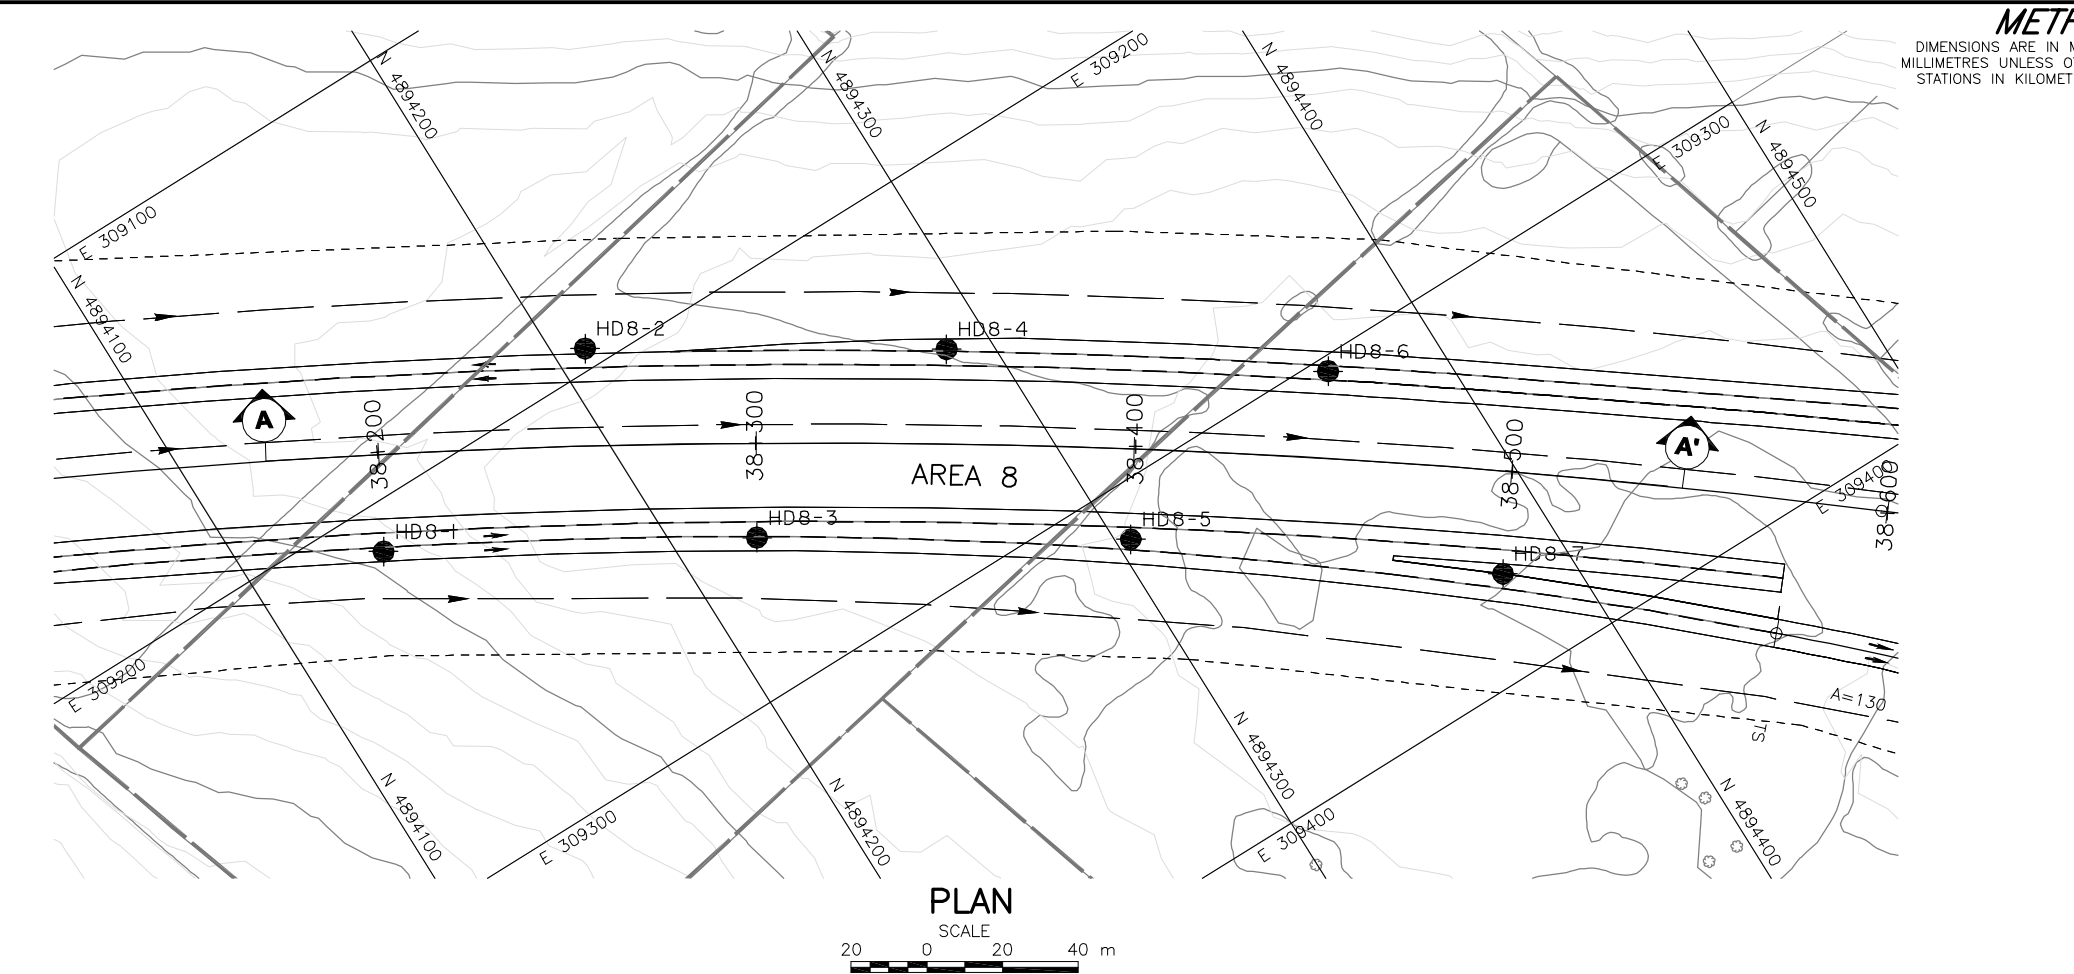 METR
DIMENSIONS ARE IN M
MILLIMETRES UNLESS OT
STATIONS IN KILOMET
N 4894200
N 4894300
E 309200
N 4894400
E 309300
N 4894500
E 309100
N 4894100
HD8-2
HD8-4
HD8-6
A
38+200
38+300
38+400
38+500
A'
E 309400
38+600
AREA 8
HD8-1
HD8-3
HD8-5
HD8-7
E 309200
A=130
STS
N 4894300
N 4894100
N 4894200
N 4894400
E 309300
E 309400
PLAN
SCALE
20 0 20 40 m